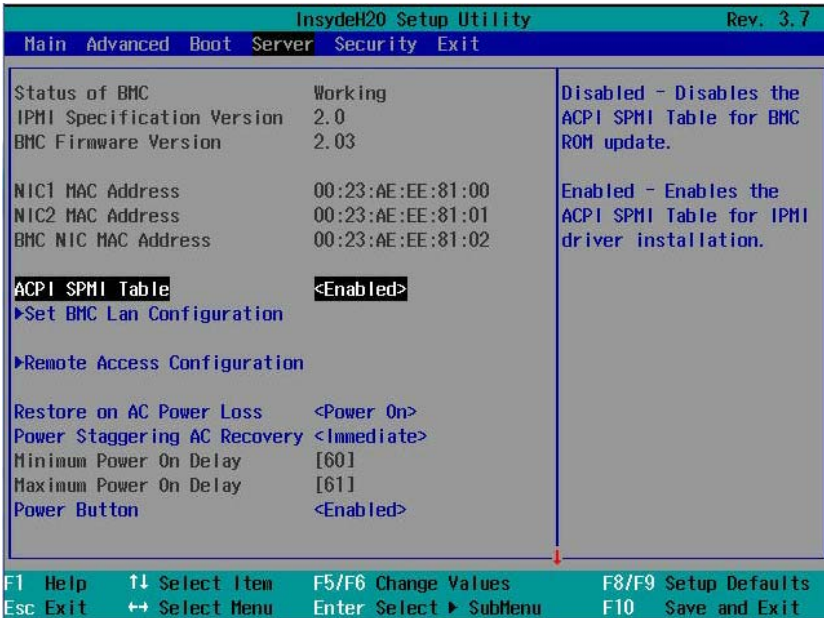 InsydeH20 Setup Utility Rev. 3.7
Main Advanced Boot Server Security Exit
Status of BMC Working
IPMI Specification Version 2.0
BMC Firmware Version 2.03
NIC1 MAC Address 00:23:AE:EE:81:00
NIC2 MAC Address 00:23:AE:EE:81:01
BMC NIC MAC Address 00:23:AE:EE:81:02
ACPI SPMI Table <Enabled>
▶Set BMC Lan Configuration
▶Remote Access Configuration
Restore on AC Power Loss <Power On>
Power Staggering AC Recovery <Immediate>
Minimum Power On Delay [60]
Maximum Power On Delay [61]
Power Button <Enabled>
Disabled - Disables the
ACPI SPMI Table for BMC
ROM update.
Enabled - Enables the
ACPI SPMI Table for IPMI
driver installation.
F1 Help ↑↓ Select Item F5/F6 Change Values F8/F9 Setup Defaults
Esc Exit ↔ Select Menu Enter Select ▶ SubMenu F10 Save and Exit